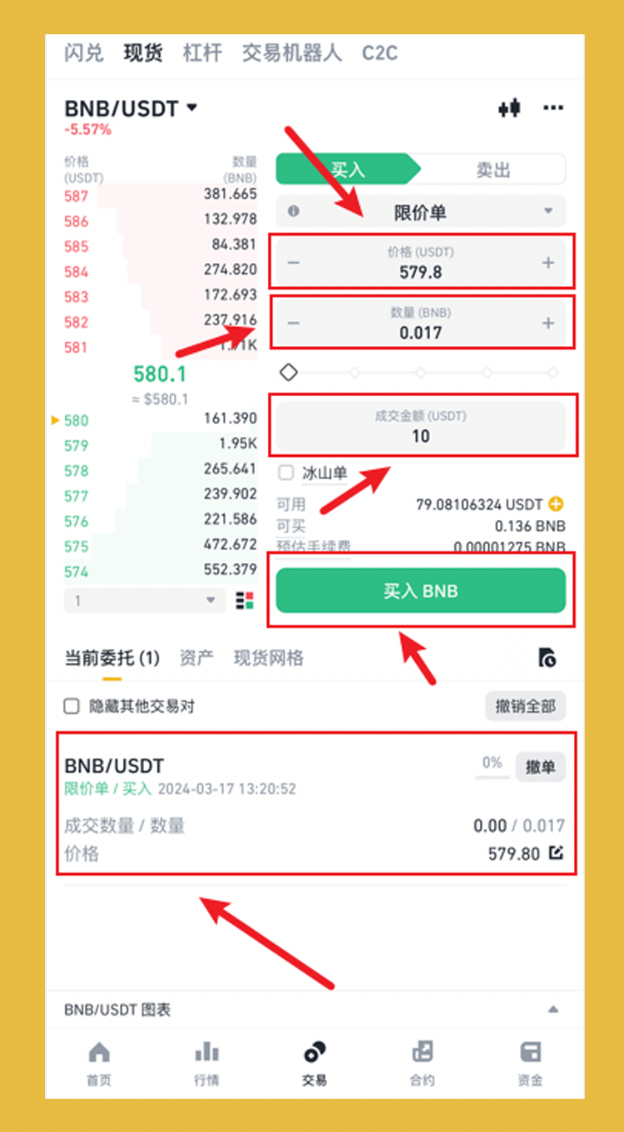 闪兑 现货 杠杆 交易机器人 C2C
BNB/USDT
-5.57%
价格 数量
(USDT) (BNB)
587 381.665
586 132.978
585 84.381
584 274.820
583 172.693
582 237.916
581
580.1
≈ $580.1
580 161.390
579 1.95K
578 265.641
577 239.902
576 221.586
575 472.672
574 552.379
1
买入 卖出
限价单
价格 (USDT)
− 579.8 +
数量 (BNB)
− 0.017 +
成交金额 (USDT)
10
冰山单
可用 79.08106324 USDT
可买 0.136 BNB
预估手续费 0.00001275 BNB
买入 BNB
当前委托 (1) 资产 现货网格
隐藏其他交易对 撤销全部
BNB/USDT 0% 撤单
限价单 / 买入 2024-03-17 13:20:52
成交数量 / 数量 0.00 / 0.017
价格 579.80
BNB/USDT 图表
首页 行情 交易 合约 资金